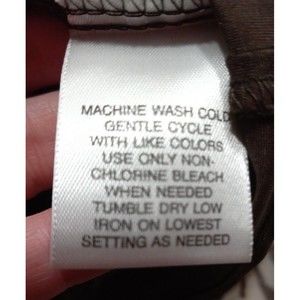 MACHINE WASH COLD
GENTLE CYCLE
WITH LIKE COLORS
USE ONLY NON-
CHLORINE BLEACH
WHEN NEEDED
TUMBLE DRY LOW
IRON ON LOWEST
SETTING AS NEEDED